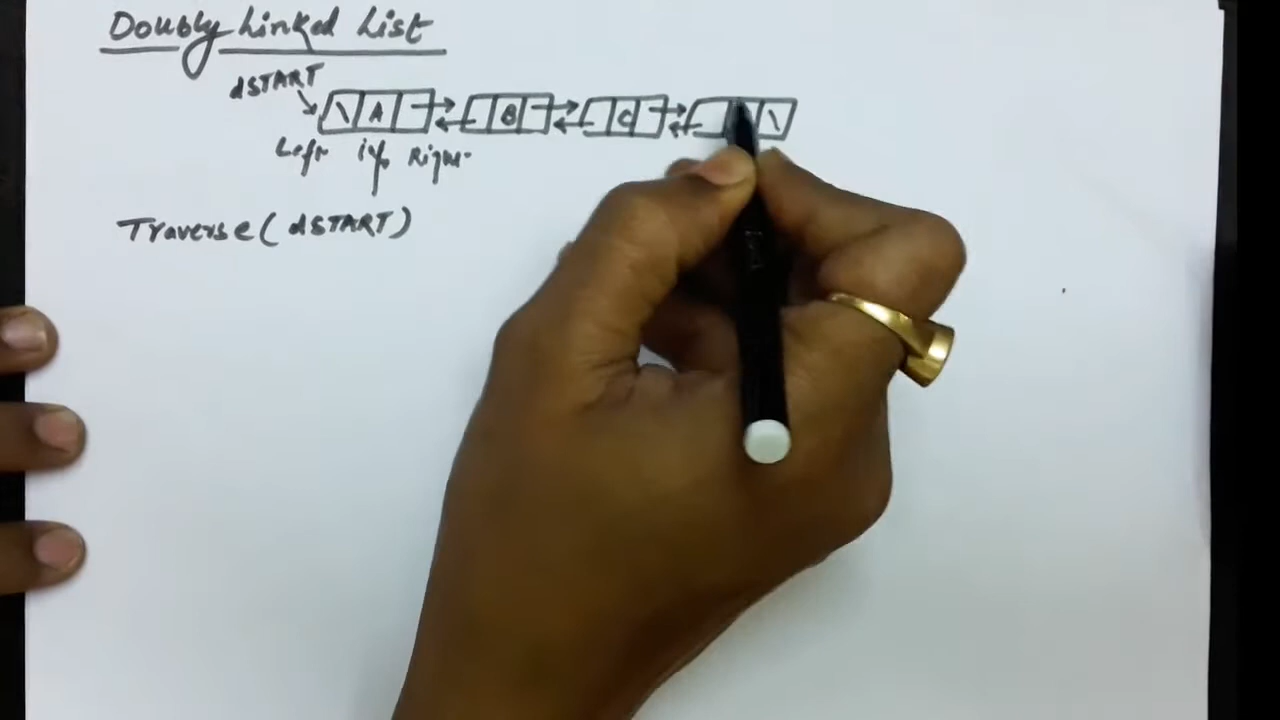 Doubly Linked List
dSTART
\ A B C \
Left info Right
Traverse( dSTART)